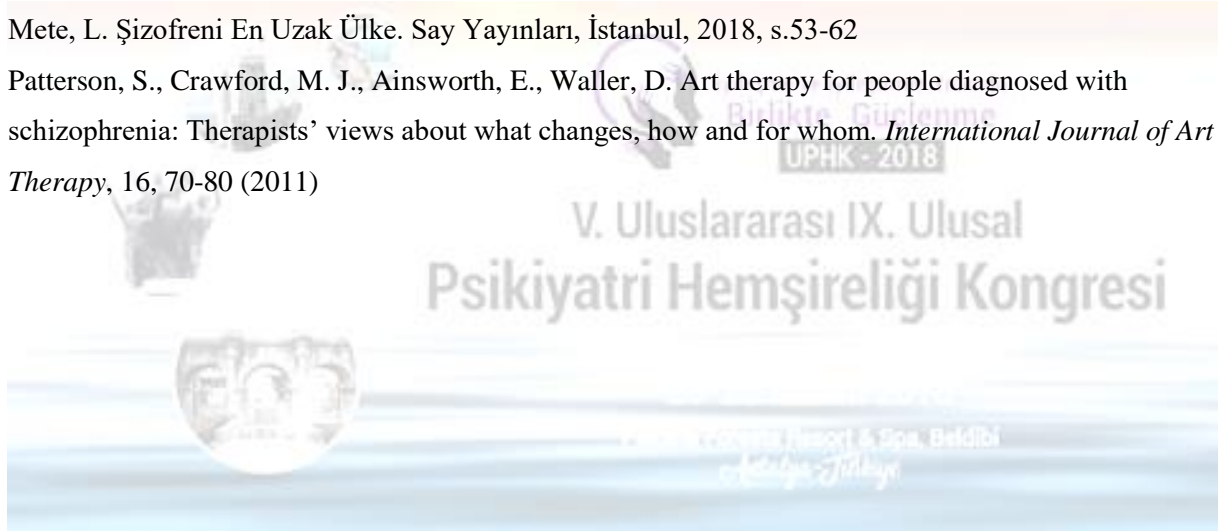 Mete, L. Şizofreni En Uzak Ülke. Say Yayınları, İstanbul, 2018, s.53-62
Patterson, S., Crawford, M. J., Ainsworth, E., Waller, D. Art therapy for people diagnosed with
schizophrenia: Therapists’ views about what changes, how and for whom. International Journal of Art
Birlikte Güçlenme
UPHK - 2018
Therapy, 16, 70-80 (2011)
V. Uluslararası IX. Ulusal
Psikiyatri Hemşireliği Kongresi
Resort & Spa, Beldibi
Antalya-Türkiye